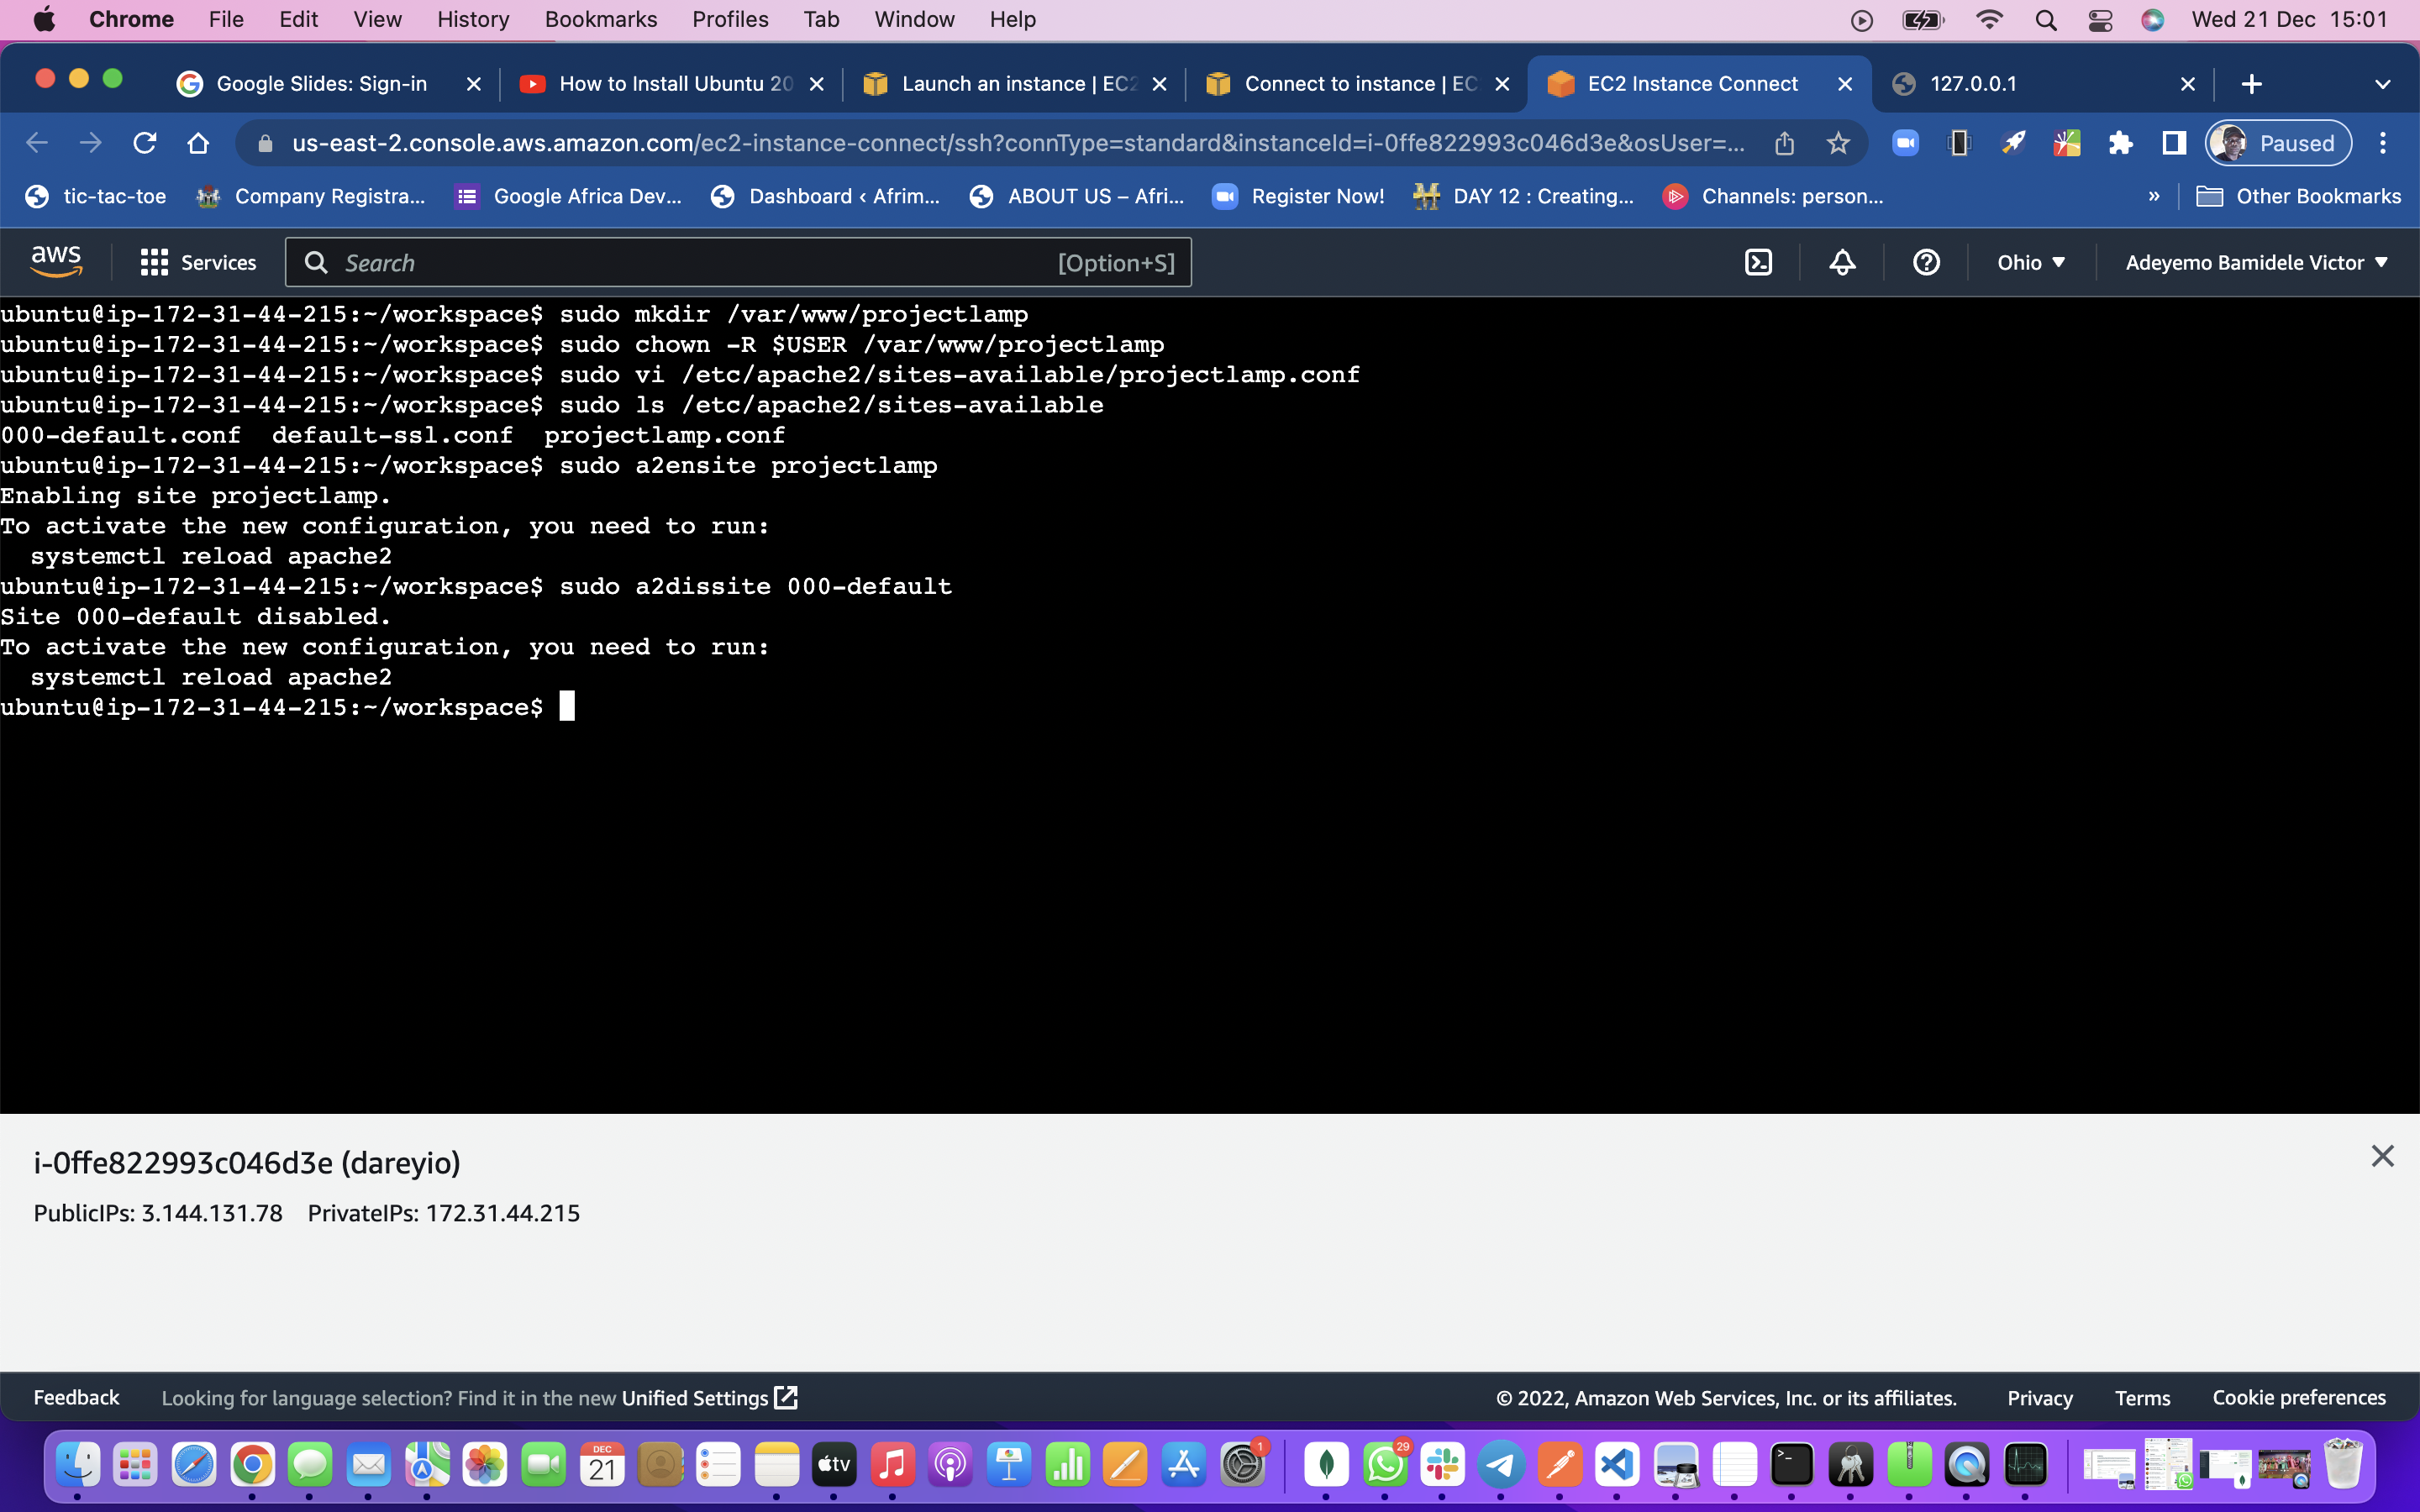 Chrome File Edit View History Bookmarks Profiles Tab Window Help Wed 21 Dec 15:01
Google Slides: Sign-in How to Install Ubuntu 20 Launch an instance | EC2 Connect to instance | EC EC2 Instance Connect 127.0.0.1
us-east-2.console.aws.amazon.com/ec2-instance-connect/ssh?connType=standard&instanceId=i-0ffe822993c046d3e&osUser=... Paused
tic-tac-toe Company Registra... Google Africa Dev... Dashboard ‹ Afrim... ABOUT US – Afri... Register Now! DAY 12 : Creating... Channels: person... » Other Bookmarks
aws Services Search [Option+S] Ohio Adeyemo Bamidele Victor
ubuntu@ip-172-31-44-215:~/workspace$ sudo mkdir /var/www/projectlamp
ubuntu@ip-172-31-44-215:~/workspace$ sudo chown -R $USER /var/www/projectlamp
ubuntu@ip-172-31-44-215:~/workspace$ sudo vi /etc/apache2/sites-available/projectlamp.conf
ubuntu@ip-172-31-44-215:~/workspace$ sudo ls /etc/apache2/sites-available
000-default.conf  default-ssl.conf  projectlamp.conf
ubuntu@ip-172-31-44-215:~/workspace$ sudo a2ensite projectlamp
Enabling site projectlamp.
To activate the new configuration, you need to run:
  systemctl reload apache2
ubuntu@ip-172-31-44-215:~/workspace$ sudo a2dissite 000-default
Site 000-default disabled.
To activate the new configuration, you need to run:
  systemctl reload apache2
ubuntu@ip-172-31-44-215:~/workspace$
i-0ffe822993c046d3e (dareyio)
PublicIPs: 3.144.131.78 PrivateIPs: 172.31.44.215
Feedback Looking for language selection? Find it in the new Unified Settings © 2022, Amazon Web Services, Inc. or its affiliates. Privacy Terms Cookie preferences
DEC 21 tv 1 29